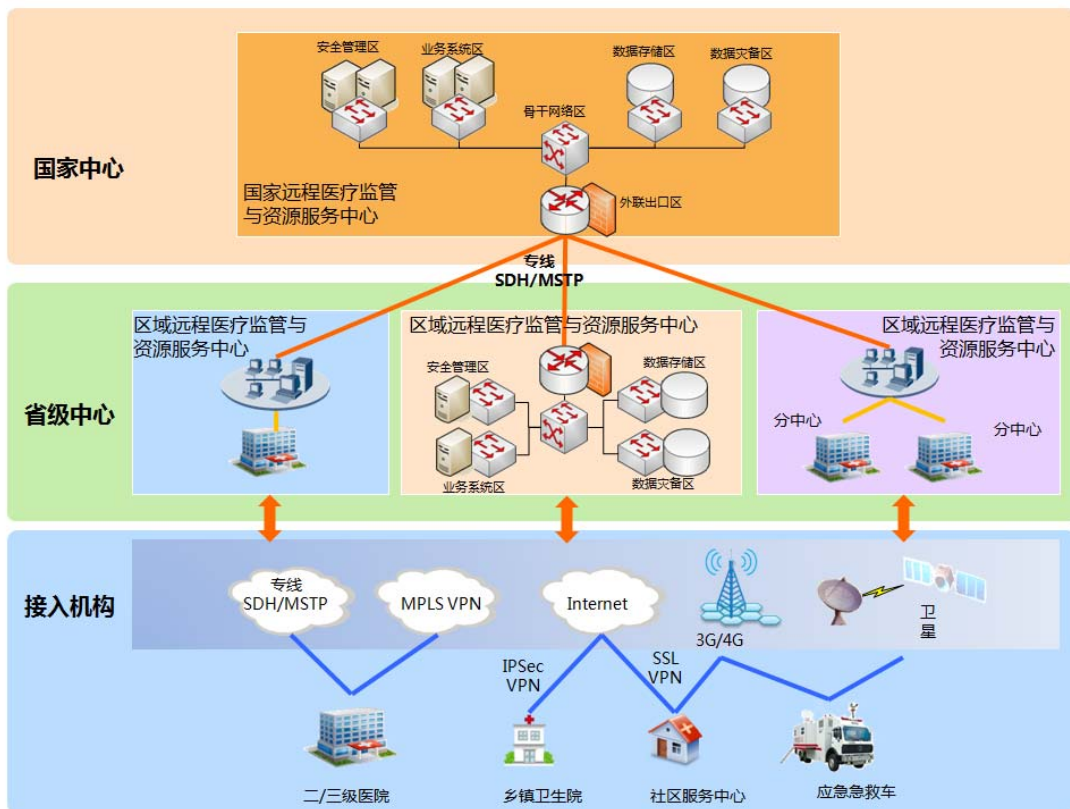 安全管理区
业务系统区
数据存储区
数据灾备区
骨干网络区
国家中心
国家远程医疗监管
与资源服务中心
外联出口区
专线
SDH/MSTP
区域远程医疗监管与
资源服务中心
区域远程医疗监管与资源服务中心
区域远程医疗监管与
资源服务中心
安全管理区
数据存储区
省级中心
分中心
分中心
业务系统区
数据灾备区
接入机构
专线
SDH/MSTP
MPLS VPN
Internet
3G/4G
卫
星
IPSec
VPN
SSL
VPN
二/三级医院
乡镇卫生院
社区服务中心
应急急救车